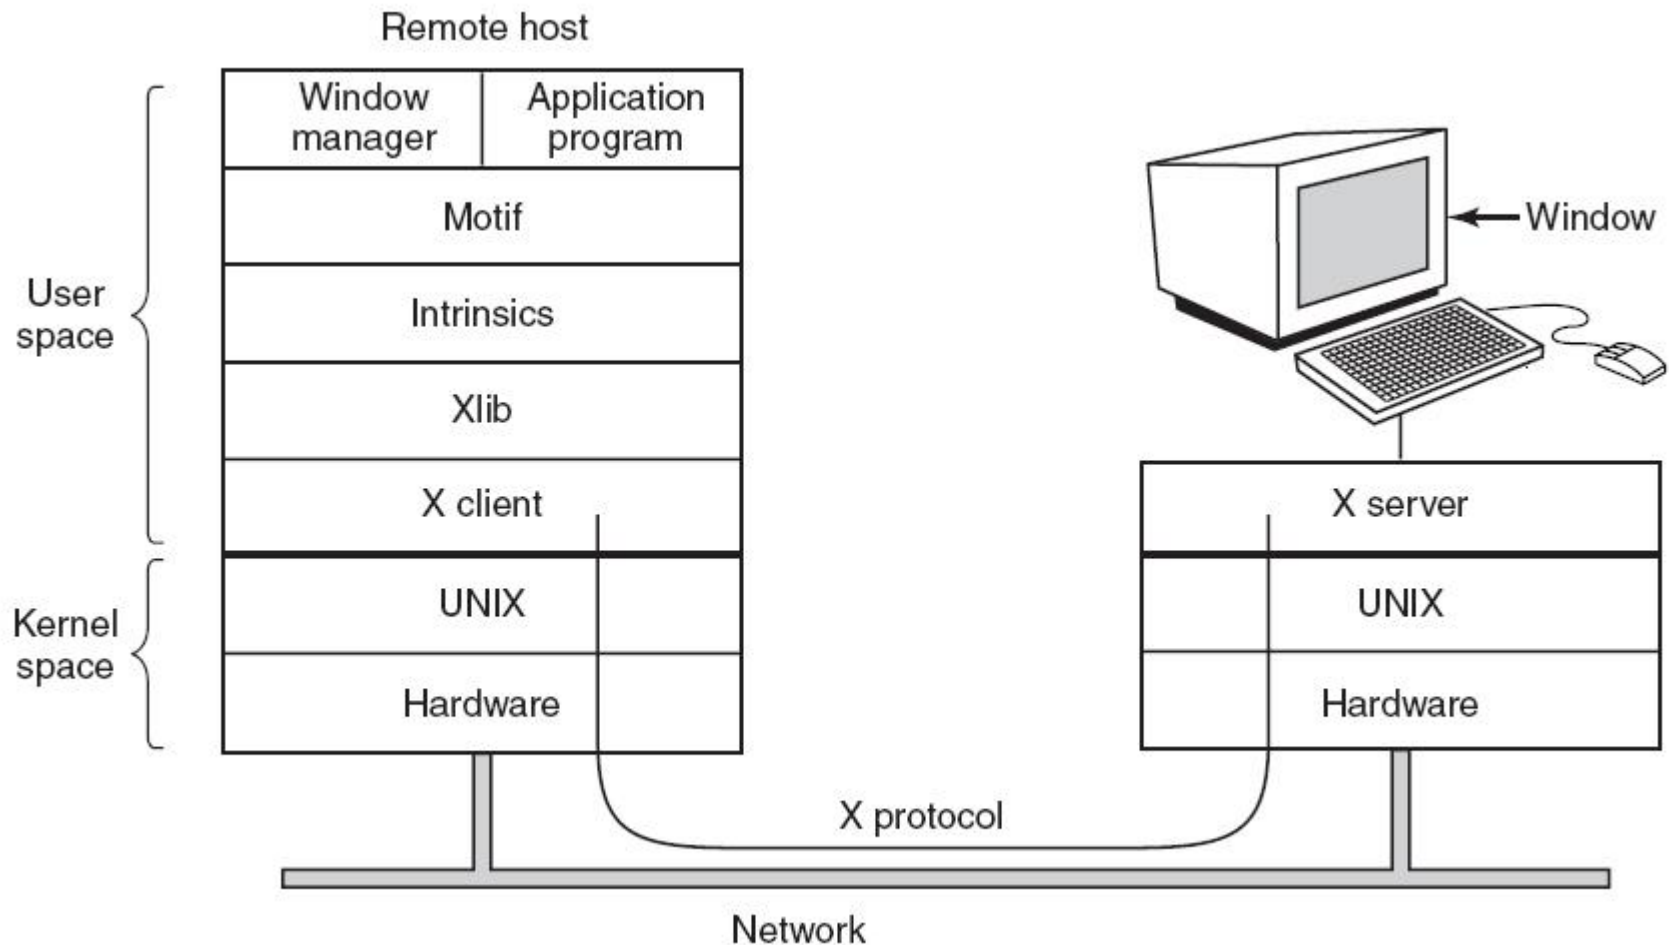 Remote host
Window
manager
Application
program
Motif
Intrinsics
Xlib
X client
UNIX
Hardware
User
space
Kernel
space
Window
X server
UNIX
Hardware
X protocol
Network